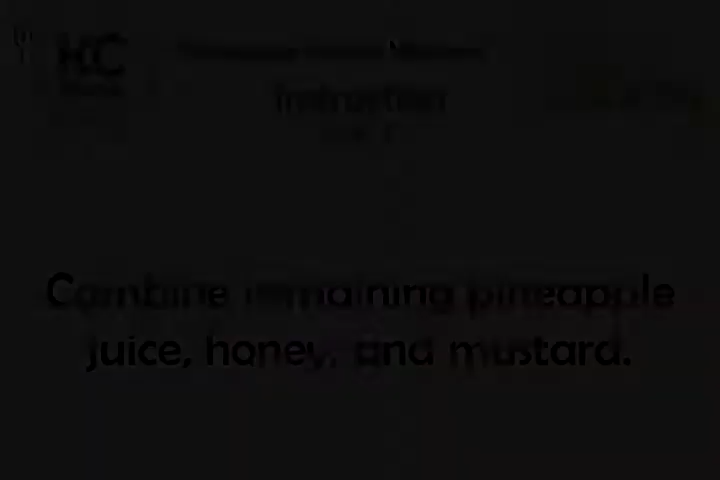 HC
Instruction
Combine remaining pineapple
juice, honey, and mustard.